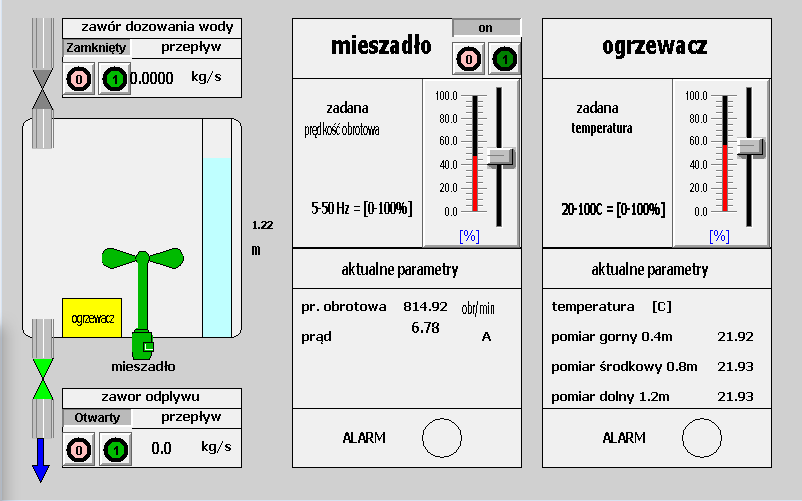 zawór dozowania wody
Zamknięty przepływ
0 1 0.0000 kg/s
1.22
m
ogrzewacz
mieszadło
zawor odpływu
Otwarty przepływ
0 1 0.0 kg/s
mieszadło
on
0 1
zadana
prędkość obrotowa
5-50 Hz = [0-100%]
100.0
80.0
60.0
40.0
20.0
0.0
[%]
aktualne parametry
pr. obrotowa 814.92 obr/min
prąd 6.78 A
ALARM
ogrzewacz
zadana
temperatura
20-100C = [0-100%]
100.0
80.0
60.0
40.0
20.0
0.0
[%]
aktualne parametry
temperatura [C]
pomiar gorny 0.4m 21.92
pomiar środkowy 0.8m 21.93
pomiar dolny 1.2m 21.93
ALARM